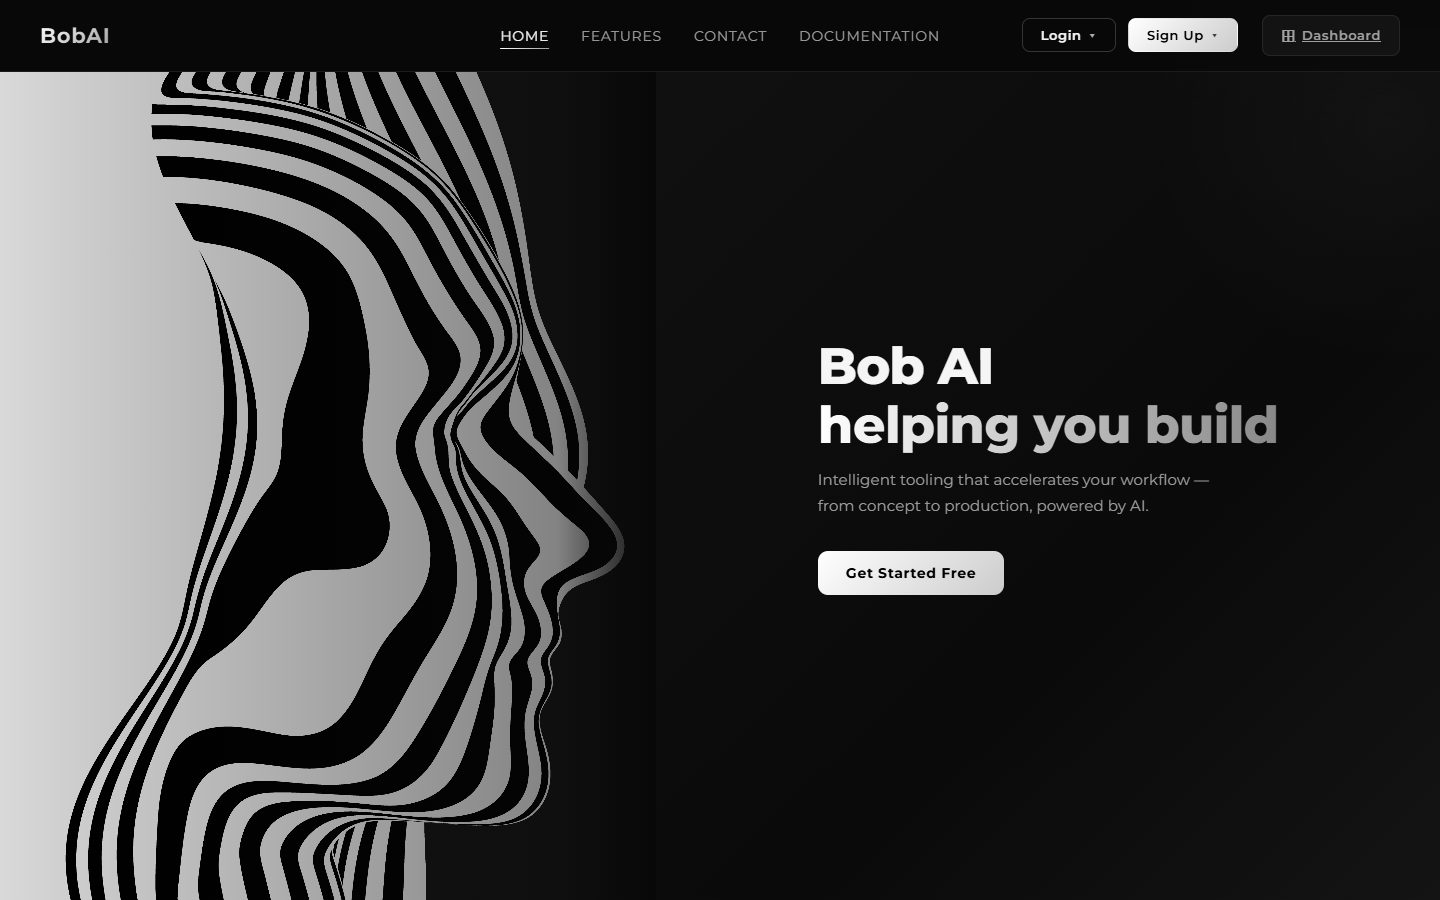 BobAI
HOME FEATURES CONTACT DOCUMENTATION
Login
Sign Up
Dashboard
Bob AI
helping you build
Intelligent tooling that accelerates your workflow —
from concept to production, powered by AI.
Get Started Free